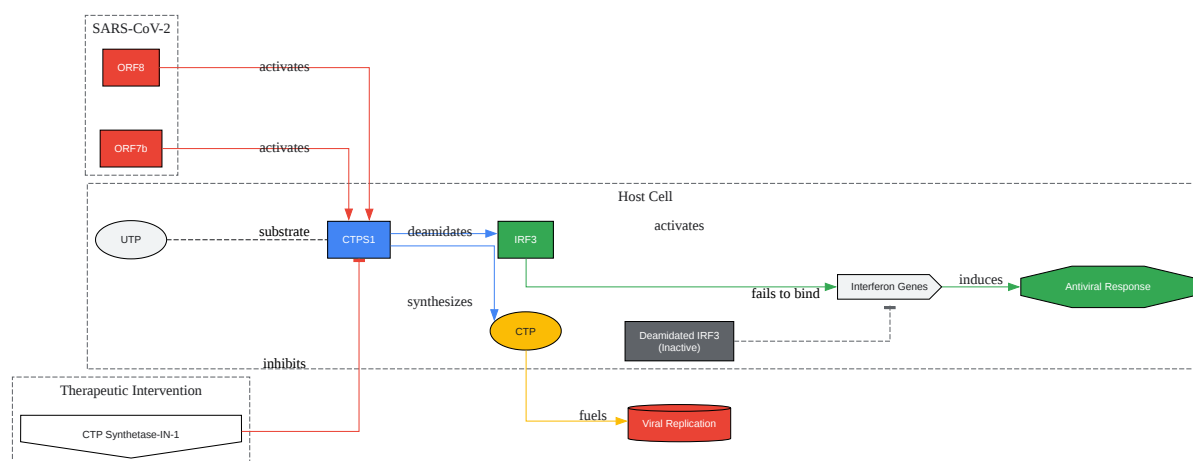 SARS-CoV-2
ORF8
activates
ORF7b
activates
Host Cell
activates
UTP
substrate
CTPS1
deamidates
IRF3
Interferon Genes
induces
Antiviral Response
fails to bind
synthesizes
CTP
Deamidated IRF3
(Inactive)
inhibits
Therapeutic Intervention
fuels
Viral Replication
CTP Synthetase-IN-1